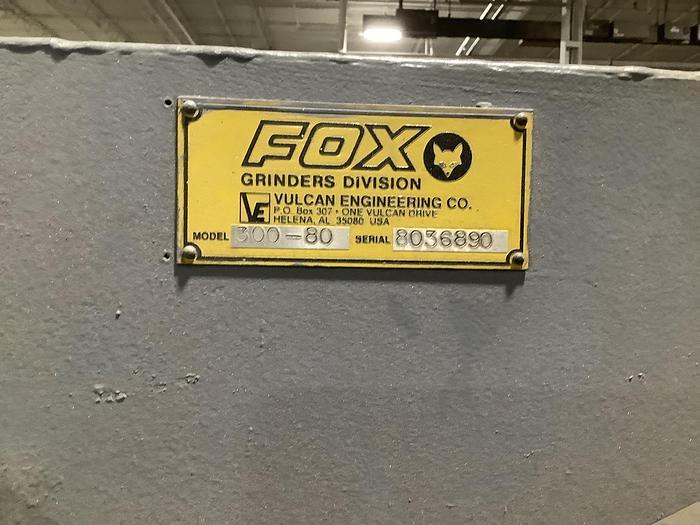 FOX
GRINDERS DiVISION
VE VULCAN ENGINEERING CO.
P.O. Box 307 • ONE VULCAN DRIVE
HELENA, AL 35080 USA
MODEL 300-80 SERIAL 8036890